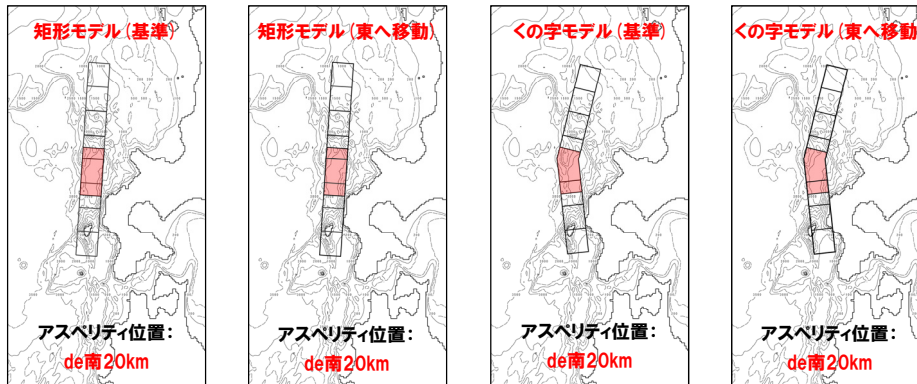 矩形モデル(基準)
アスペリティ位置:
de南20km
矩形モデル(東へ移動)
アスペリティ位置:
de南20km
くの字モデル(基準)
アスペリティ位置:
de南20km
くの字モデル(東へ移動)
アスペリティ位置:
de南20km